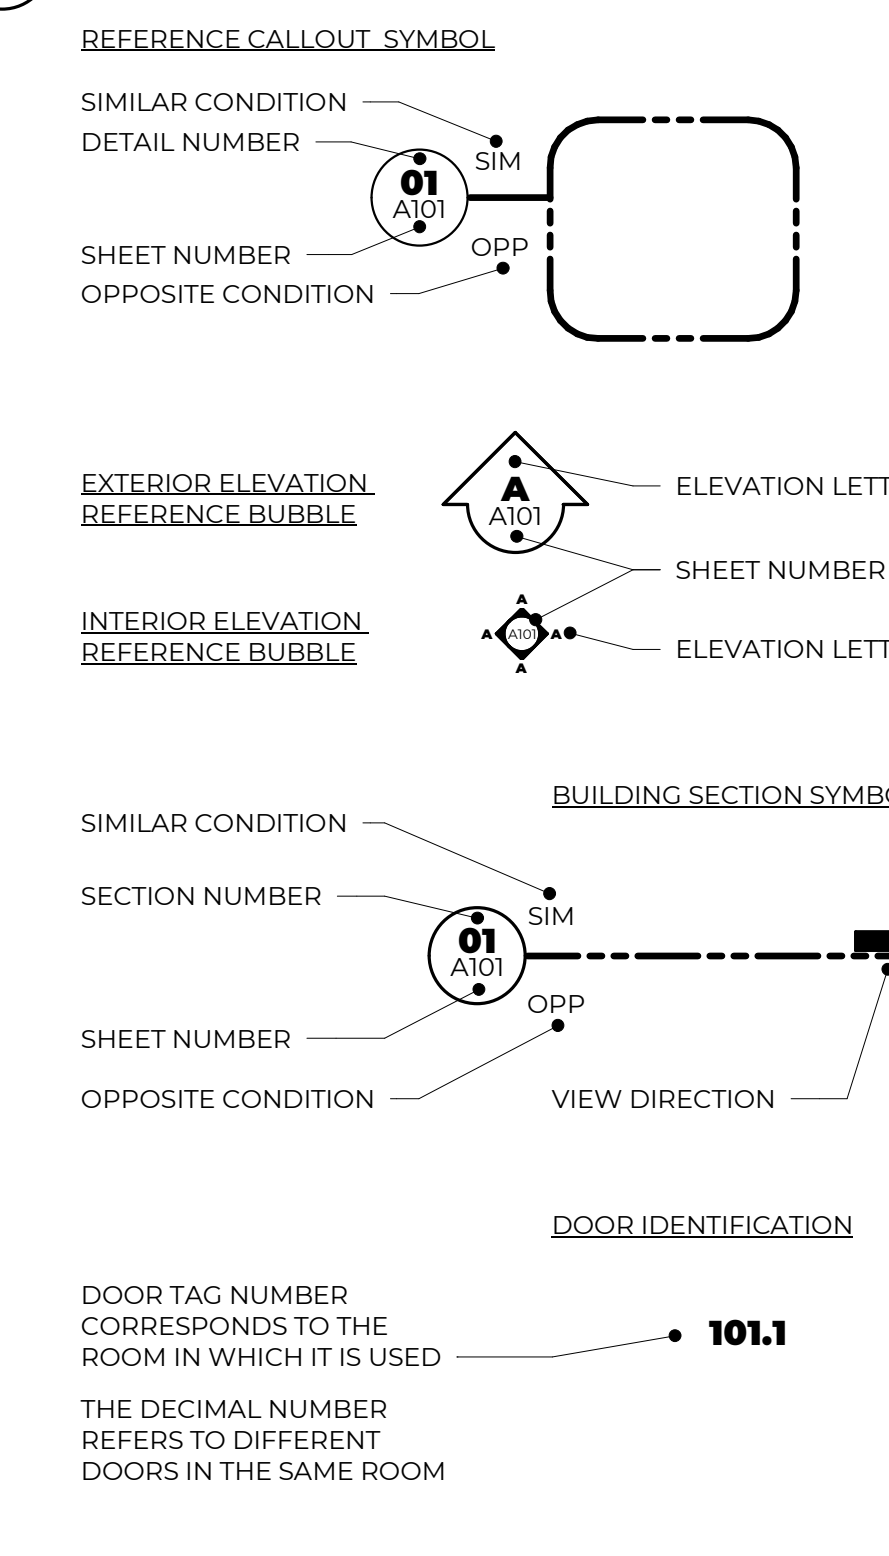 REFERENCE CALLOUT SYMBOL
SIMILAR CONDITION
DETAIL NUMBER
SIM
01
A101
SHEET NUMBER
OPP
OPPOSITE CONDITION
EXTERIOR ELEVATION
REFERENCE BUBBLE
A
A101
ELEVATION LETT
SHEET NUMBER
INTERIOR ELEVATION
REFERENCE BUBBLE
A
A A101 A
A
ELEVATION LETT
BUILDING SECTION SYMBO
SIMILAR CONDITION
SECTION NUMBER
SIM
01
A101
OPP
SHEET NUMBER
OPPOSITE CONDITION
VIEW DIRECTION
DOOR IDENTIFICATION
DOOR TAG NUMBER
CORRESPONDS TO THE
ROOM IN WHICH IT IS USED
101.1
THE DECIMAL NUMBER
REFERS TO DIFFERENT
DOORS IN THE SAME ROOM